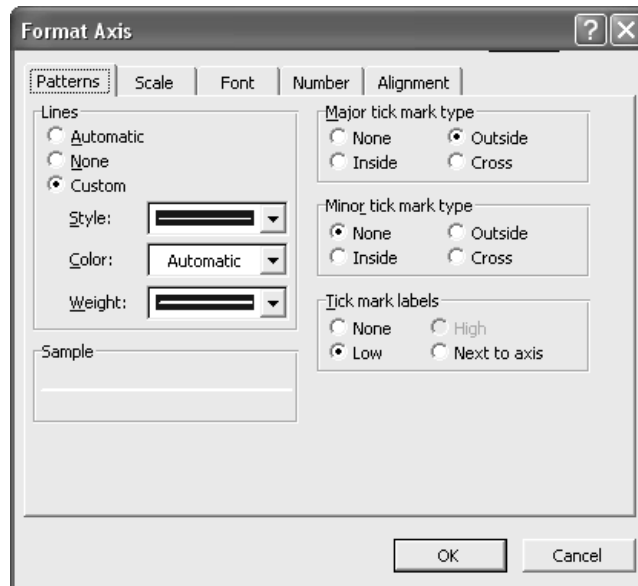 Format Axis
Patterns Scale Font Number Alignment
Lines
Automatic
None
Custom
Style:
Color: Automatic
Weight:
Sample
Major tick mark type
None Outside
Inside Cross
Minor tick mark type
None Outside
Inside Cross
Tick mark labels
None High
Low Next to axis
OK Cancel